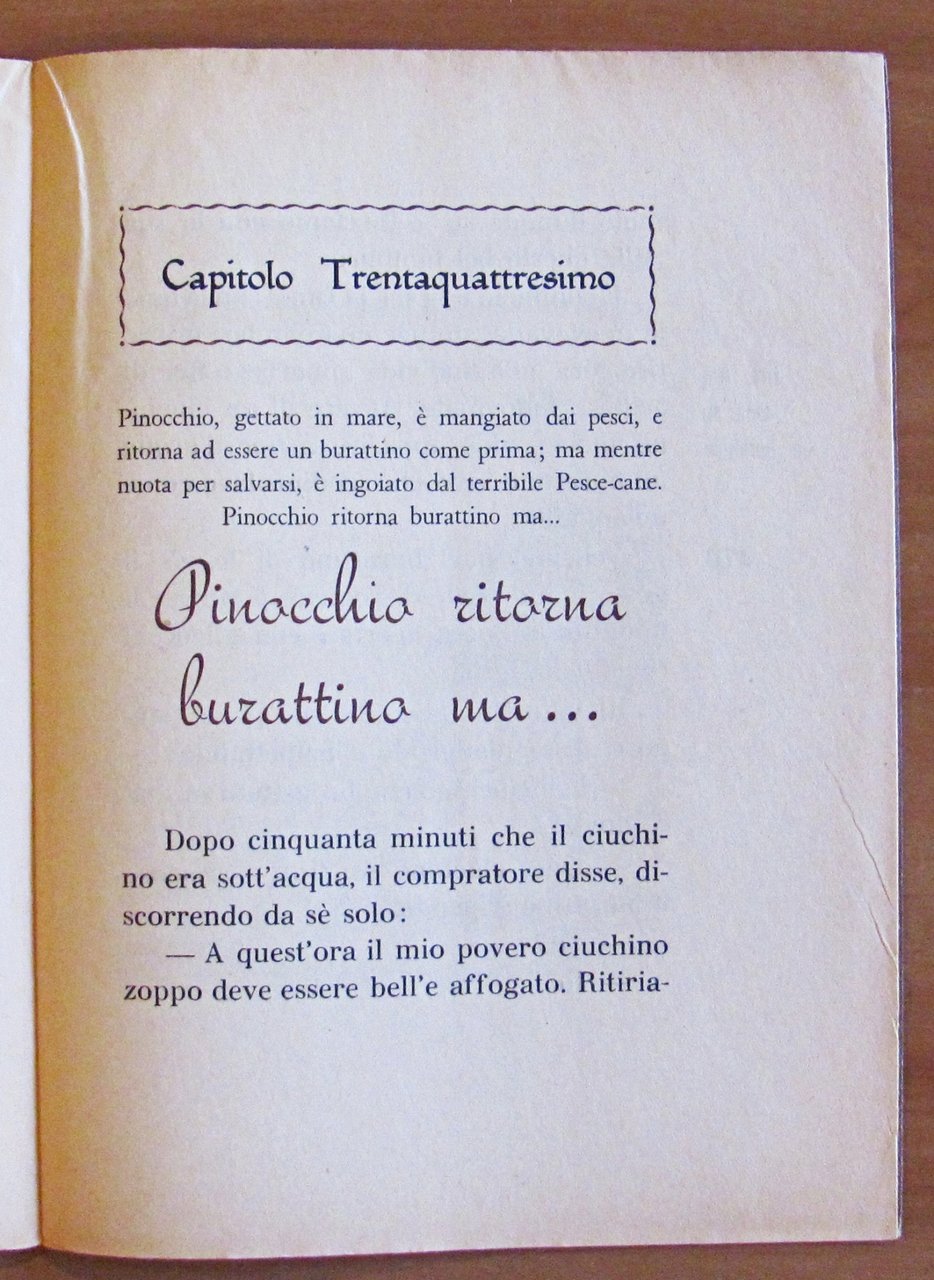 Capitolo Trentaquattresimo
Pinocchio, gettato in mare, è mangiato dai pesci, e
ritorna ad essere un burattino come prima; ma mentre
nuota per salvarsi, è ingoiato dal terribile Pesce-cane.
Pinocchio ritorna burattino ma...
Pinocchio ritorna
burattino ma...
Dopo cinquanta minuti che il ciuchi-
no era sott'acqua, il compratore disse, di-
scorrendo da sè solo:
— A quest'ora il mio povero ciuchino
zoppo deve essere bell'e affogato. Ritiria-